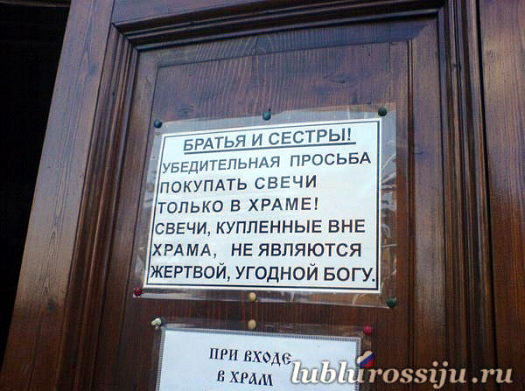 БРАТЬЯ И СЕСТРЫ!
УБЕДИТЕЛЬНАЯ ПРОСЬБА
ПОКУПАТЬ СВЕЧИ
ТОЛЬКО В ХРАМЕ!
СВЕЧИ, КУПЛЕННЫЕ ВНЕ
ХРАМА, НЕ ЯВЛЯЮТСЯ
ЖЕРТВОЙ, УГОДНОЙ БОГУ.
ПРИ ВХОДЕ
В ХРАМ
lublurossiju.ru